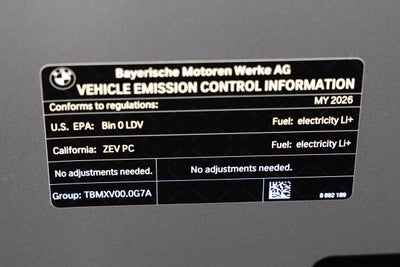 BMW
Bayerische Motoren Werke AG
VEHICLE EMISSION CONTROL INFORMATION
Conforms to regulations: MY 2026
U.S. EPA: Bin 0 LDV Fuel: electricity Li+
California: ZEV PC Fuel: electricity Li+
No adjustments needed. No adjustments needed.
Group: TBMXV00.0G7A 8 892 189